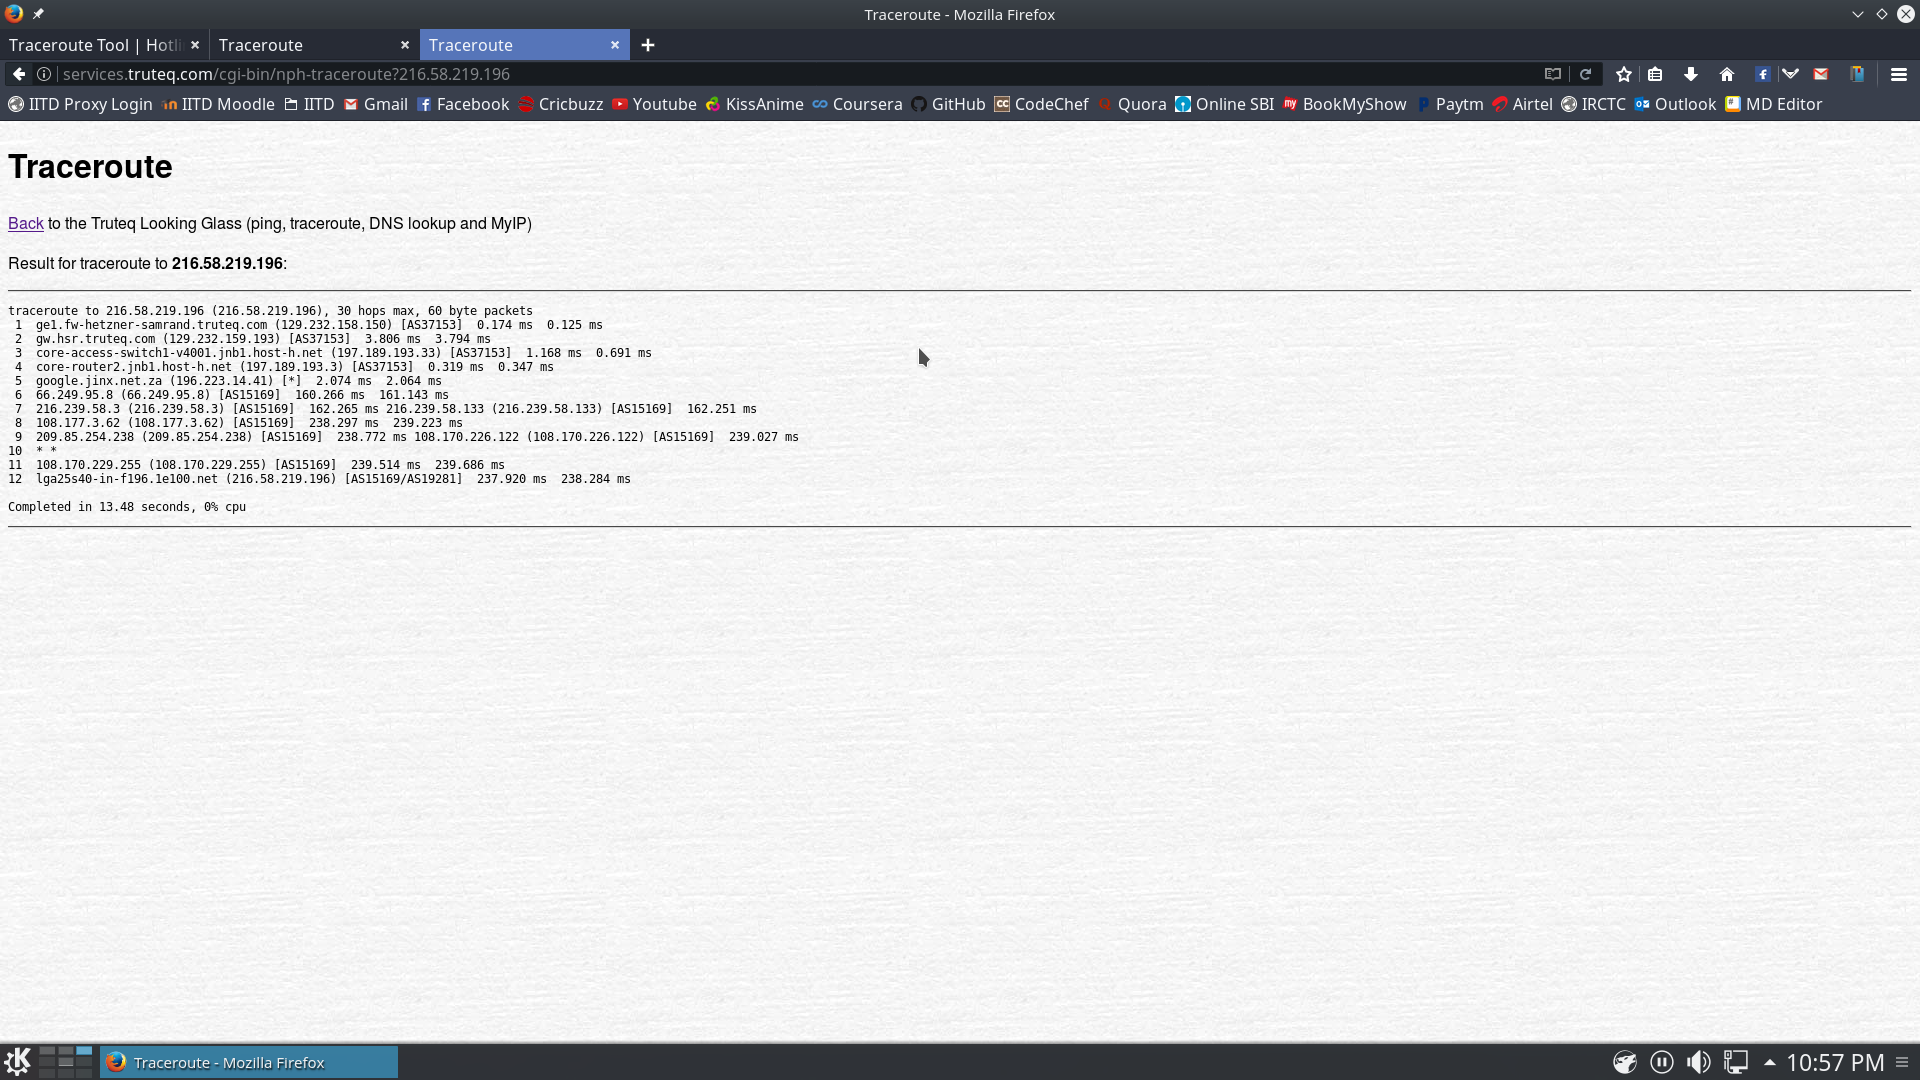 Traceroute - Mozilla Firefox
Traceroute Tool | Hotli
Traceroute
Traceroute
services.truteq.com/cgi-bin/nph-traceroute?216.58.219.196
IITD Proxy Login IITD Moodle IITD Gmail Facebook Cricbuzz Youtube KissAnime Coursera GitHub CodeChef Quora Online SBI BookMyShow Paytm Airtel IRCTC Outlook MD Editor
Traceroute
Back to the Truteq Looking Glass (ping, traceroute, DNS lookup and MyIP)
Result for traceroute to 216.58.219.196:
traceroute to 216.58.219.196 (216.58.219.196), 30 hops max, 60 byte packets
1  ge1.fw-hetzner-samrand.truteq.com (129.232.158.150) [AS37153]  0.174 ms  0.125 ms
2  gw.hsr.truteq.com (129.232.159.193) [AS37153]  3.806 ms  3.794 ms
3  core-access-switch1-v4001.jnb1.host-h.net (197.189.193.33) [AS37153]  1.168 ms  0.691 ms
4  core-router2.jnb1.host-h.net (197.189.193.3) [AS37153]  0.319 ms  0.347 ms
5  google.jinx.net.za (196.223.14.41) [*]  2.074 ms  2.064 ms
6  66.249.95.8 (66.249.95.8) [AS15169]  160.266 ms  161.143 ms
7  216.239.58.3 (216.239.58.3) [AS15169]  162.265 ms 216.239.58.133 (216.239.58.133) [AS15169]  162.251 ms
8  108.177.3.62 (108.177.3.62) [AS15169]  238.297 ms  239.223 ms
9  209.85.254.238 (209.85.254.238) [AS15169]  238.772 ms 108.170.226.122 (108.170.226.122) [AS15169]  239.027 ms
10  * *
11  108.170.229.255 (108.170.229.255) [AS15169]  239.514 ms  239.686 ms
12  lga25s40-in-f196.1e100.net (216.58.219.196) [AS15169/AS19281]  237.920 ms  238.284 ms
Completed in 13.48 seconds, 0% cpu
Traceroute - Mozilla Firefox
10:57 PM